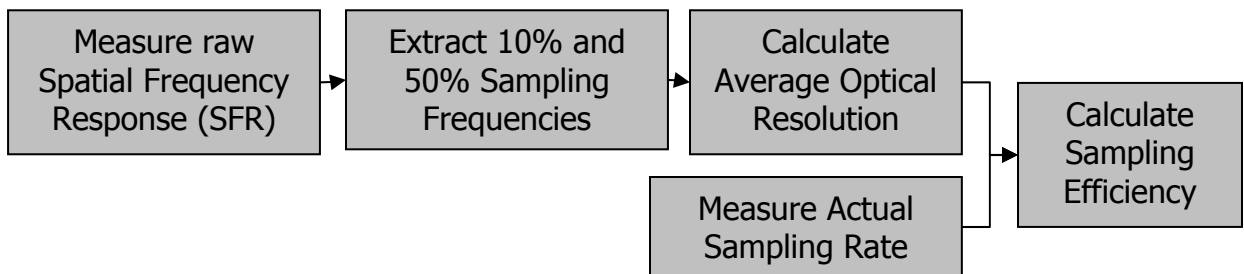 Measure raw
Spatial Frequency
Response (SFR)
Extract 10% and
50% Sampling
Frequencies
Calculate
Average Optical
Resolution
Measure Actual
Sampling Rate
Calculate
Sampling
Efficiency